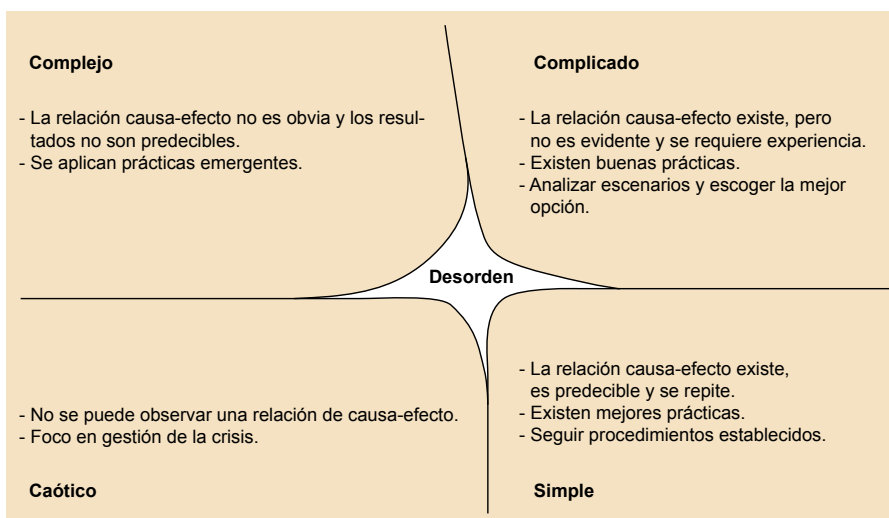 Complejo
- La relación causa-efecto no es obvia y los resul-
tados no son predecibles.
- Se aplican prácticas emergentes.
Complicado
- La relación causa-efecto existe, pero
no es evidente y se requiere experiencia.
- Existen buenas prácticas.
- Analizar escenarios y escoger la mejor
opción.
Desorden
- No se puede observar una relación de causa-efecto.
- Foco en gestión de la crisis.
Caótico
- La relación causa-efecto existe,
es predecible y se repite.
- Existen mejores prácticas.
- Seguir procedimientos establecidos.
Simple